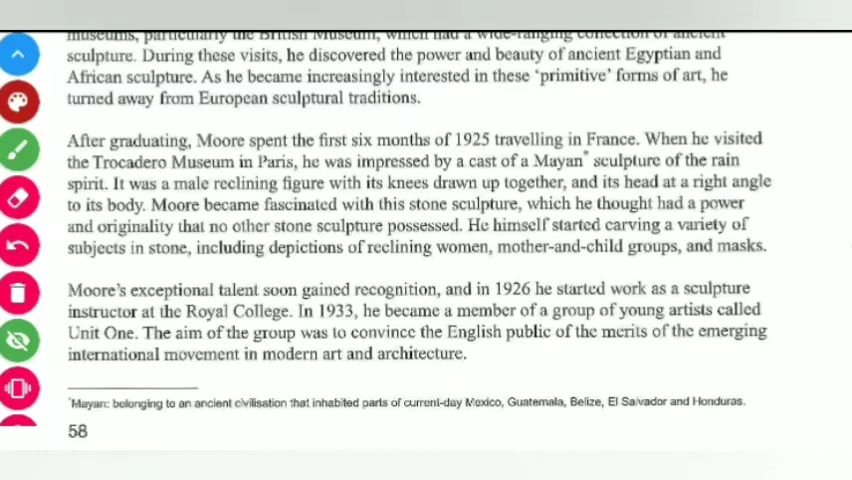 museums, particularly the British Museum, which had a wide-ranging collection of ancient
sculpture. During these visits, he discovered the power and beauty of ancient Egyptian and
African sculpture. As he became increasingly interested in these ‘primitive’ forms of art, he
turned away from European sculptural traditions.
After graduating, Moore spent the first six months of 1925 travelling in France. When he visited
the Trocadero Museum in Paris, he was impressed by a cast of a Mayan* sculpture of the rain
spirit. It was a male reclining figure with its knees drawn up together, and its head at a right angle
to its body. Moore became fascinated with this stone sculpture, which he thought had a power
and originality that no other stone sculpture possessed. He himself started carving a variety of
subjects in stone, including depictions of reclining women, mother-and-child groups, and masks.
Moore’s exceptional talent soon gained recognition, and in 1926 he started work as a sculpture
instructor at the Royal College. In 1933, he became a member of a group of young artists called
Unit One. The aim of the group was to convince the English public of the merits of the emerging
international movement in modern art and architecture.
*Mayan: belonging to an ancient civilisation that inhabited parts of current-day Mexico, Guatemala, Belize, El Salvador and Honduras.
58